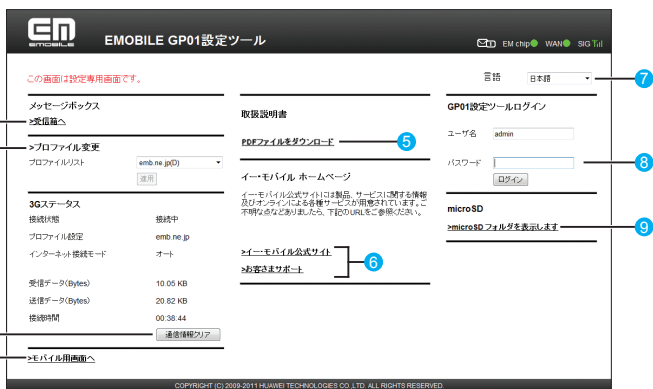 EM
EMOBILE
EMOBILE GP01設定ツール
EM chip WAN SIG
この画面は設定専用画面です。
言語 日本語
7
メッセージボックス
>受信箱へ
>プロファイル変更
プロファイルリスト emb.ne.jp(D)
適用
3Gステータス
接続状態 接続中
プロファイル設定 emb.ne.jp
インターネット接続モード オート
受信データ(Bytes) 10.05 KB
送信データ(Bytes) 20.82 KB
接続時間 00:38:44
通信情報クリア
>モバイル用画面へ
取扱説明書
PDFファイルをダウンロード
5
イー・モバイル ホームページ
イー・モバイル公式サイトには製品、サービスに関する情報
及びオンラインによる各種サービスが用意されています。ご
不明な点などありましたら、下記のURLをご参照ください。
>イー・モバイル公式サイト
>お客さまサポート
6
GP01設定ツールログイン
ユーザ名 admin
パスワード
8
ログイン
microSD
>microSDフォルダを表示します
9
COPYRIGHT (C) 2009-2011 HUAWEI TECHNOLOGIES CO.,LTD. ALL RIGHTS RESERVED.